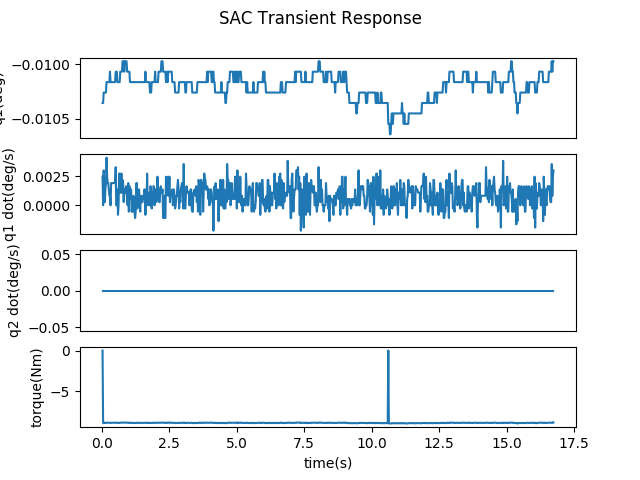 SAC Transient Response
−0.0100
−0.0105
q1(deg)
0.0025
0.0000
q1 dot(deg/s)
0.05
0.00
−0.05
q2 dot(deg/s)
0
−5
torque(Nm)
0.0 2.5 5.0 7.5 10.0 12.5 15.0 17.5
time(s)